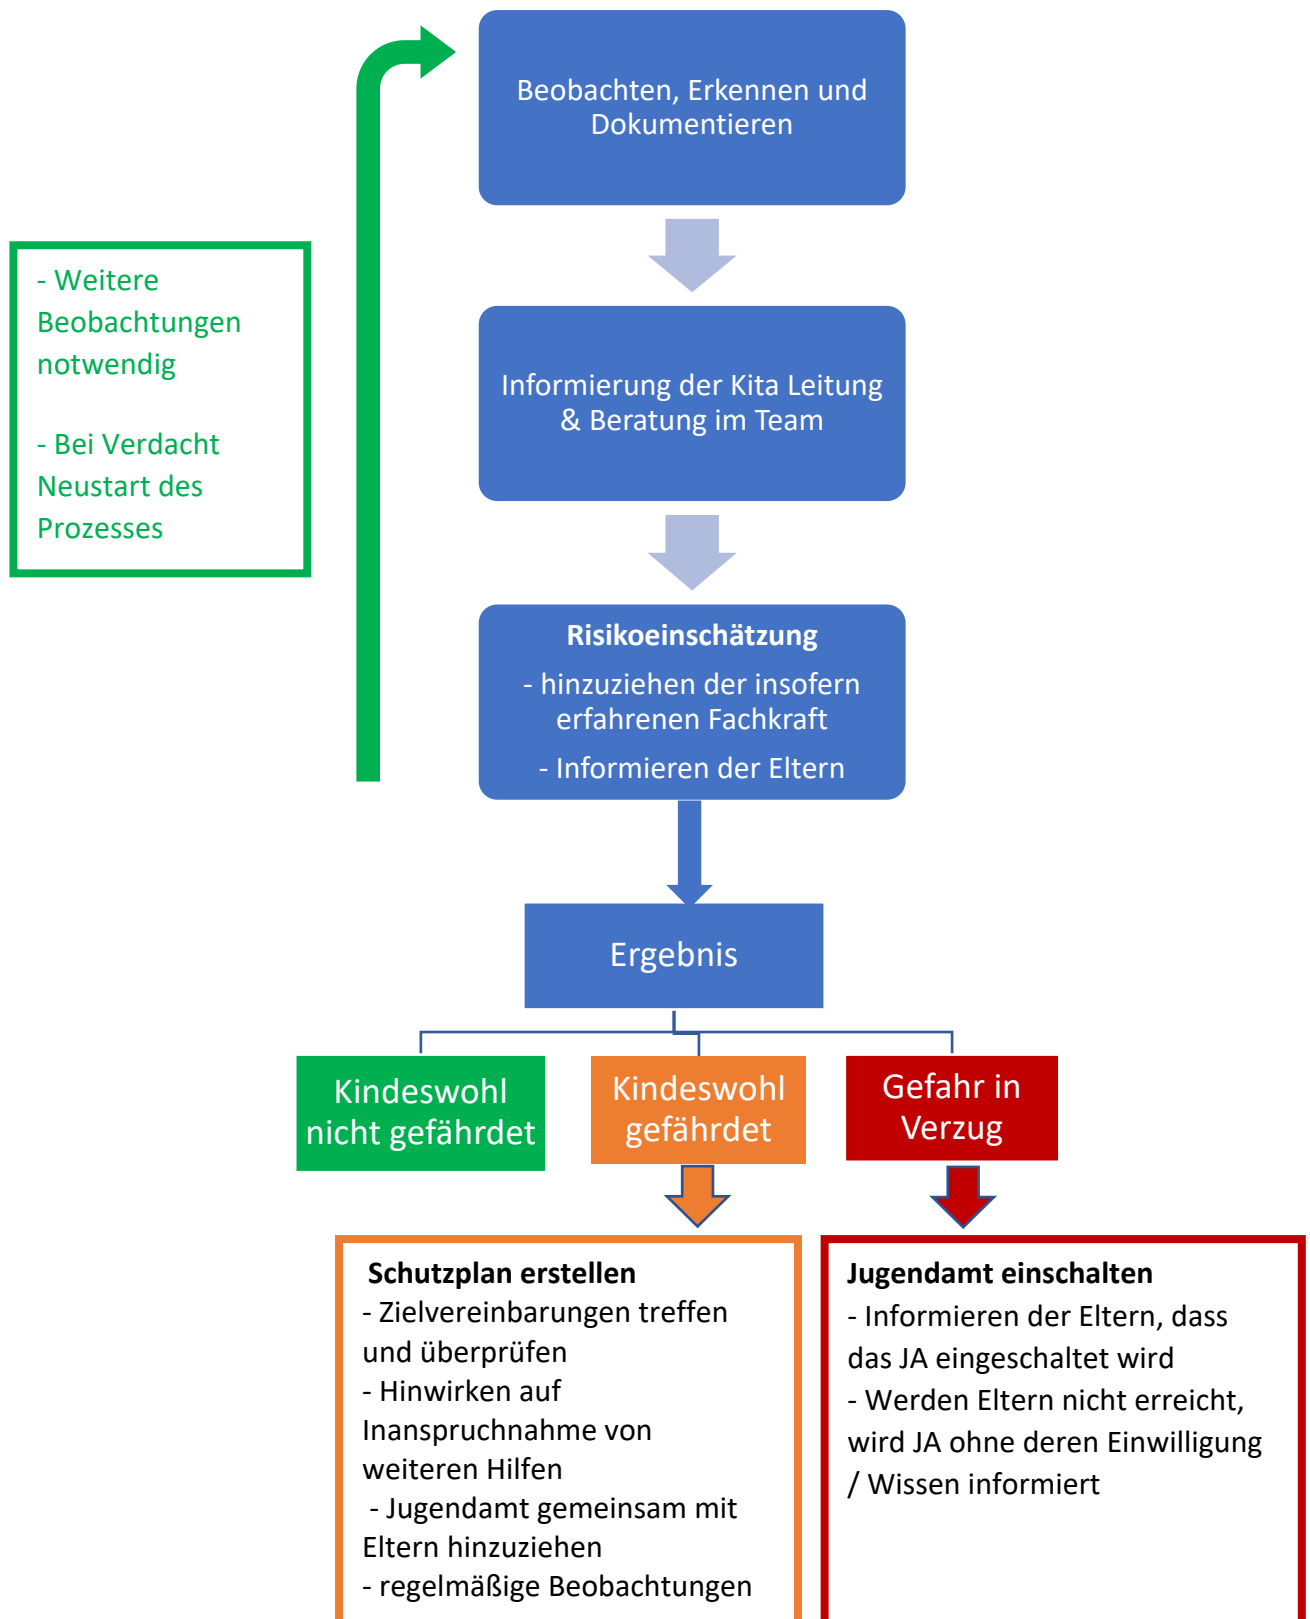 Beobachten, Erkennen und
Dokumentieren
- Weitere
Beobachtungen
notwendig
- Bei Verdacht
Neustart des
Prozesses
Informierung der Kita Leitung
& Beratung im Team
Risikoeinschätzung
- hinzuziehen der insofern
erfahrenen Fachkraft
- Informieren der Eltern
Ergebnis
Kindeswohl
nicht gefährdet
Kindeswohl
gefährdet
Gefahr in
Verzug
Schutzplan erstellen
- Zielvereinbarungen treffen
und überprüfen
- Hinwirken auf
Inanspruchnahme von
weiteren Hilfen
- Jugendamt gemeinsam mit
Eltern hinzuziehen
- regelmäßige Beobachtungen
Jugendamt einschalten
- Informieren der Eltern, dass
das JA eingeschaltet wird
- Werden Eltern nicht erreicht,
wird JA ohne deren Einwilligung
/ Wissen informiert